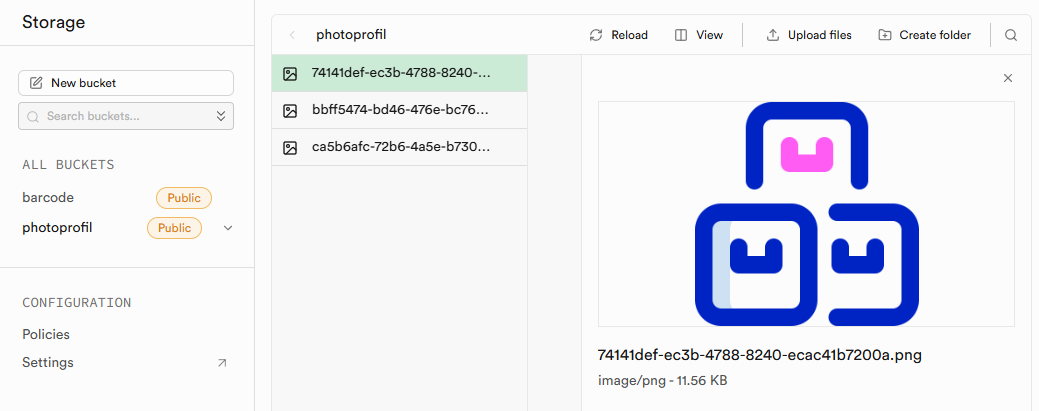 Storage
New bucket
Search buckets...
ALL BUCKETS
barcode Public
photoprofil Public
CONFIGURATION
Policies
Settings
photoprofil Reload View Upload files Create folder
74141def-ec3b-4788-8240-...
bbff5474-bd46-476e-bc76...
ca5b6afc-72b6-4a5e-b730...
74141def-ec3b-4788-8240-ecac41b7200a.png
image/png - 11.56 KB